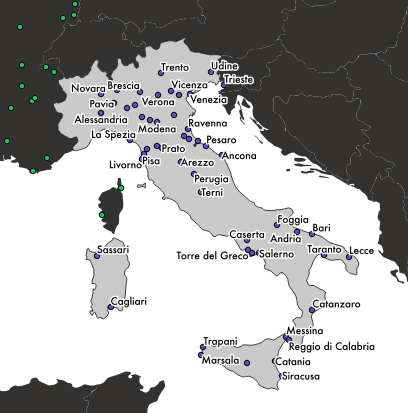 Trento
Udine
Trieste
Novara
Brescia
Vicenza
Pavia
Verona
Venezia
Alessandria
Ravenna
La Spezia
Modena
Pesaro
Prato
Livorno
Pisa
Arezzo
Ancona
Perugia
Terni
Foggia
Caserta
Andria
Bari
Torre del Greco
Salerno
Taranto
Lecce
Sassari
Cagliari
Catanzaro
Messina
Trapani
Reggio di Calabria
Marsala
Catania
Siracusa